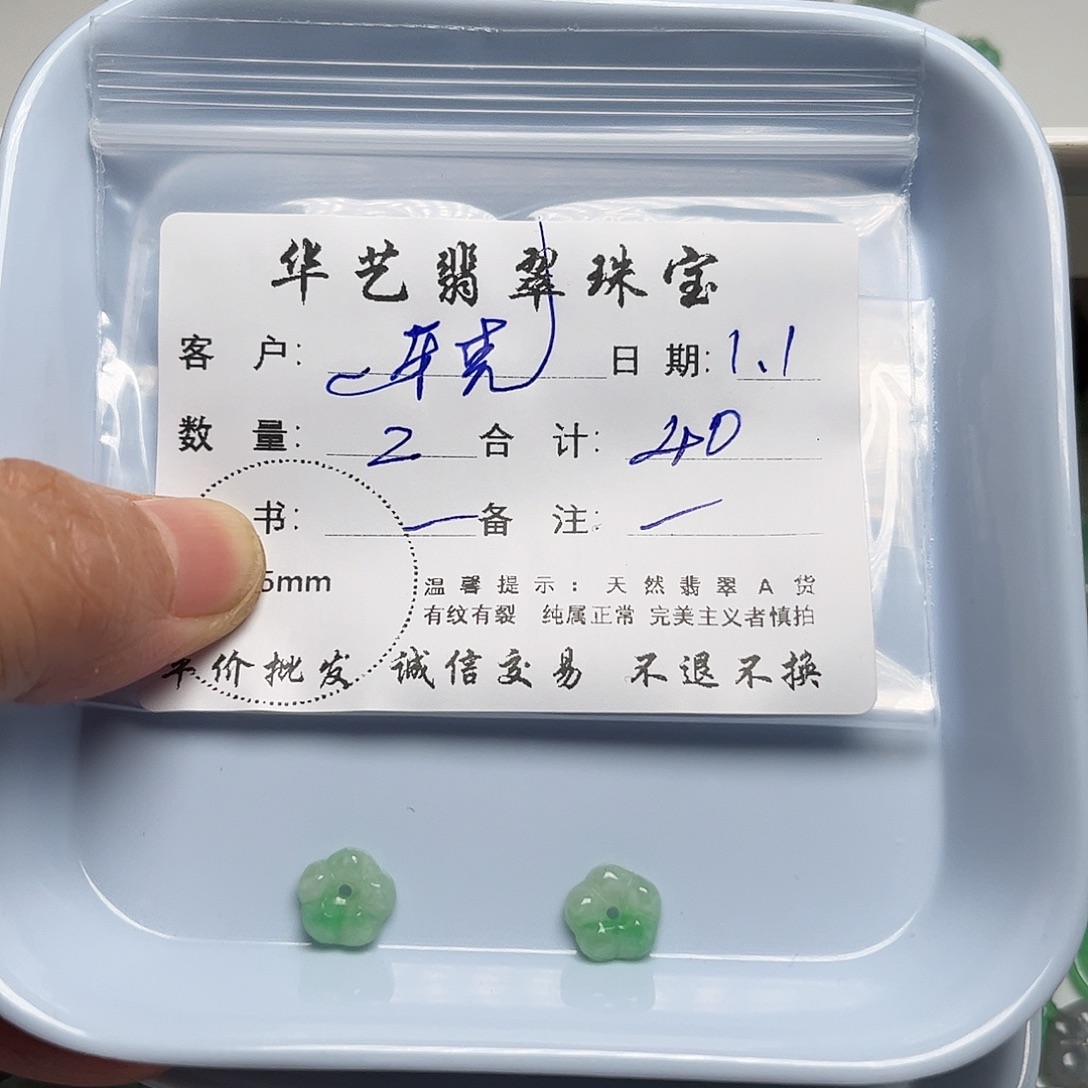 华艺翡翠珠宝
客户: 日期: 1.1
数量: 2 合计: 40
书: — 备注: —
5mm
温馨提示: 天然翡翠A货
有纹有裂 纯属正常 完美主义者慎拍
平价批发 诚信交易 不退不换